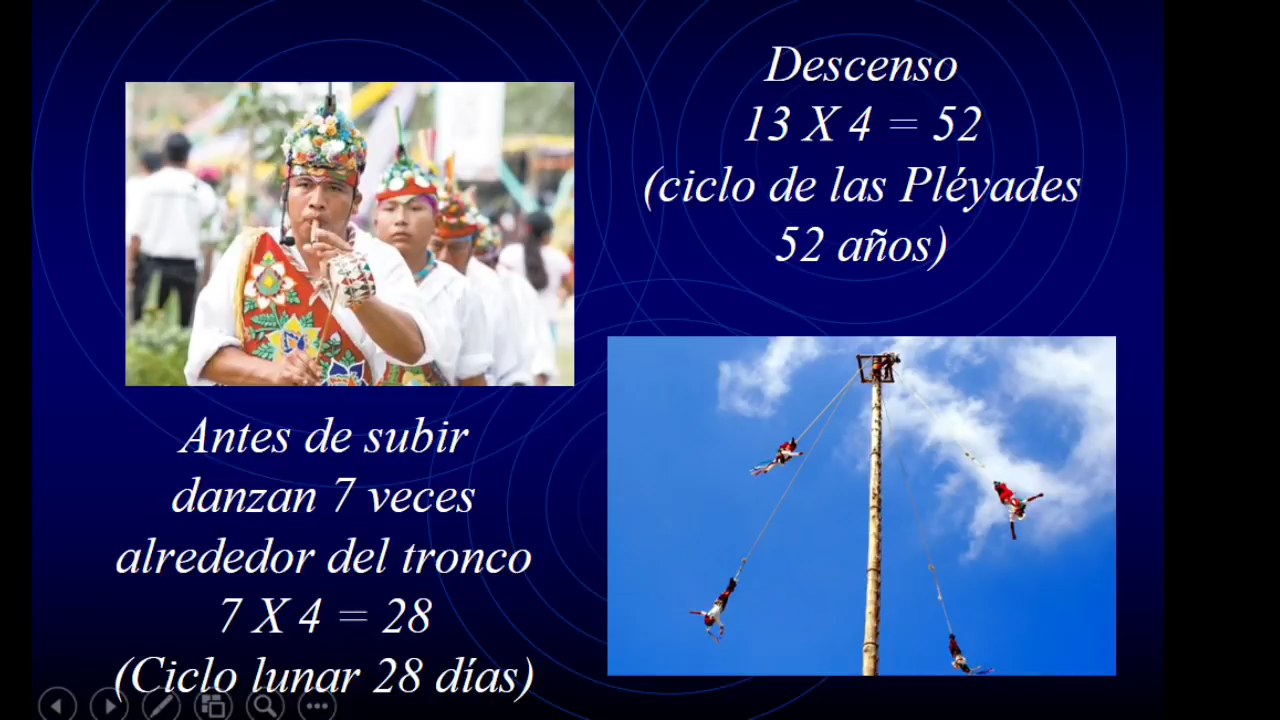 Descenso
13 X 4 = 52
(ciclo de las Pléyades
52 años)
Antes de subir
danzan 7 veces
alrededor del tronco
7 X 4 = 28
(Ciclo lunar 28 días)